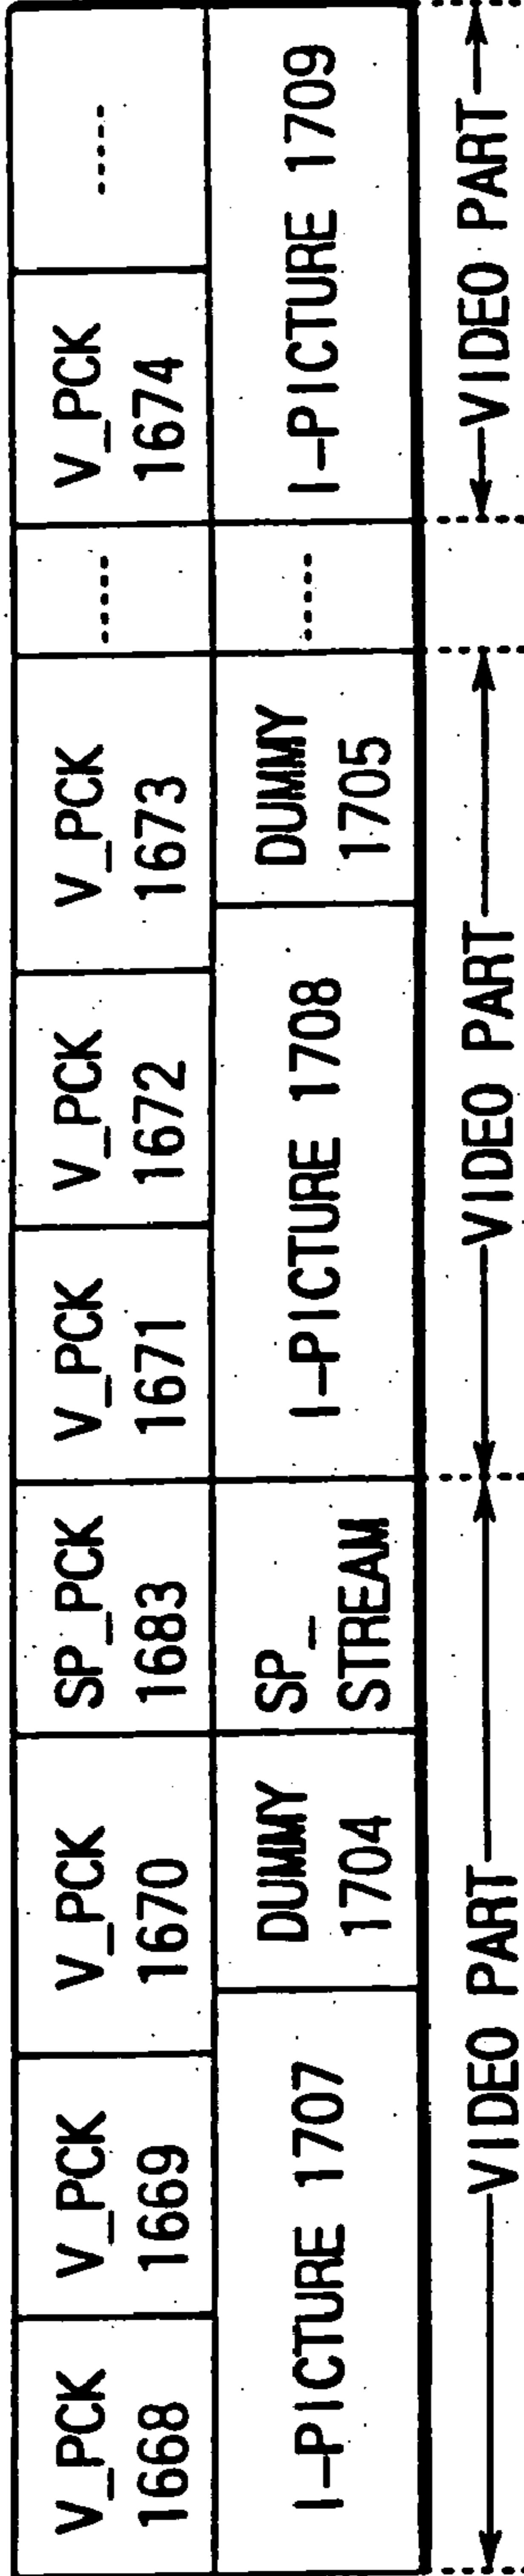 V_PCK
1668
V_PCK
1669
V_PCK
1670
SP_PCK
1683
V_PCK
1671
V_PCK
1672
V_PCK
1673
-----
V_PCK
1674
-----
I-PICTURE 1707
DUMMY
1704
SP_
STREAM
I-PICTURE 1708
DUMMY
1705
-----
I-PICTURE 1709
VIDEO PART
VIDEO PART
VIDEO PART